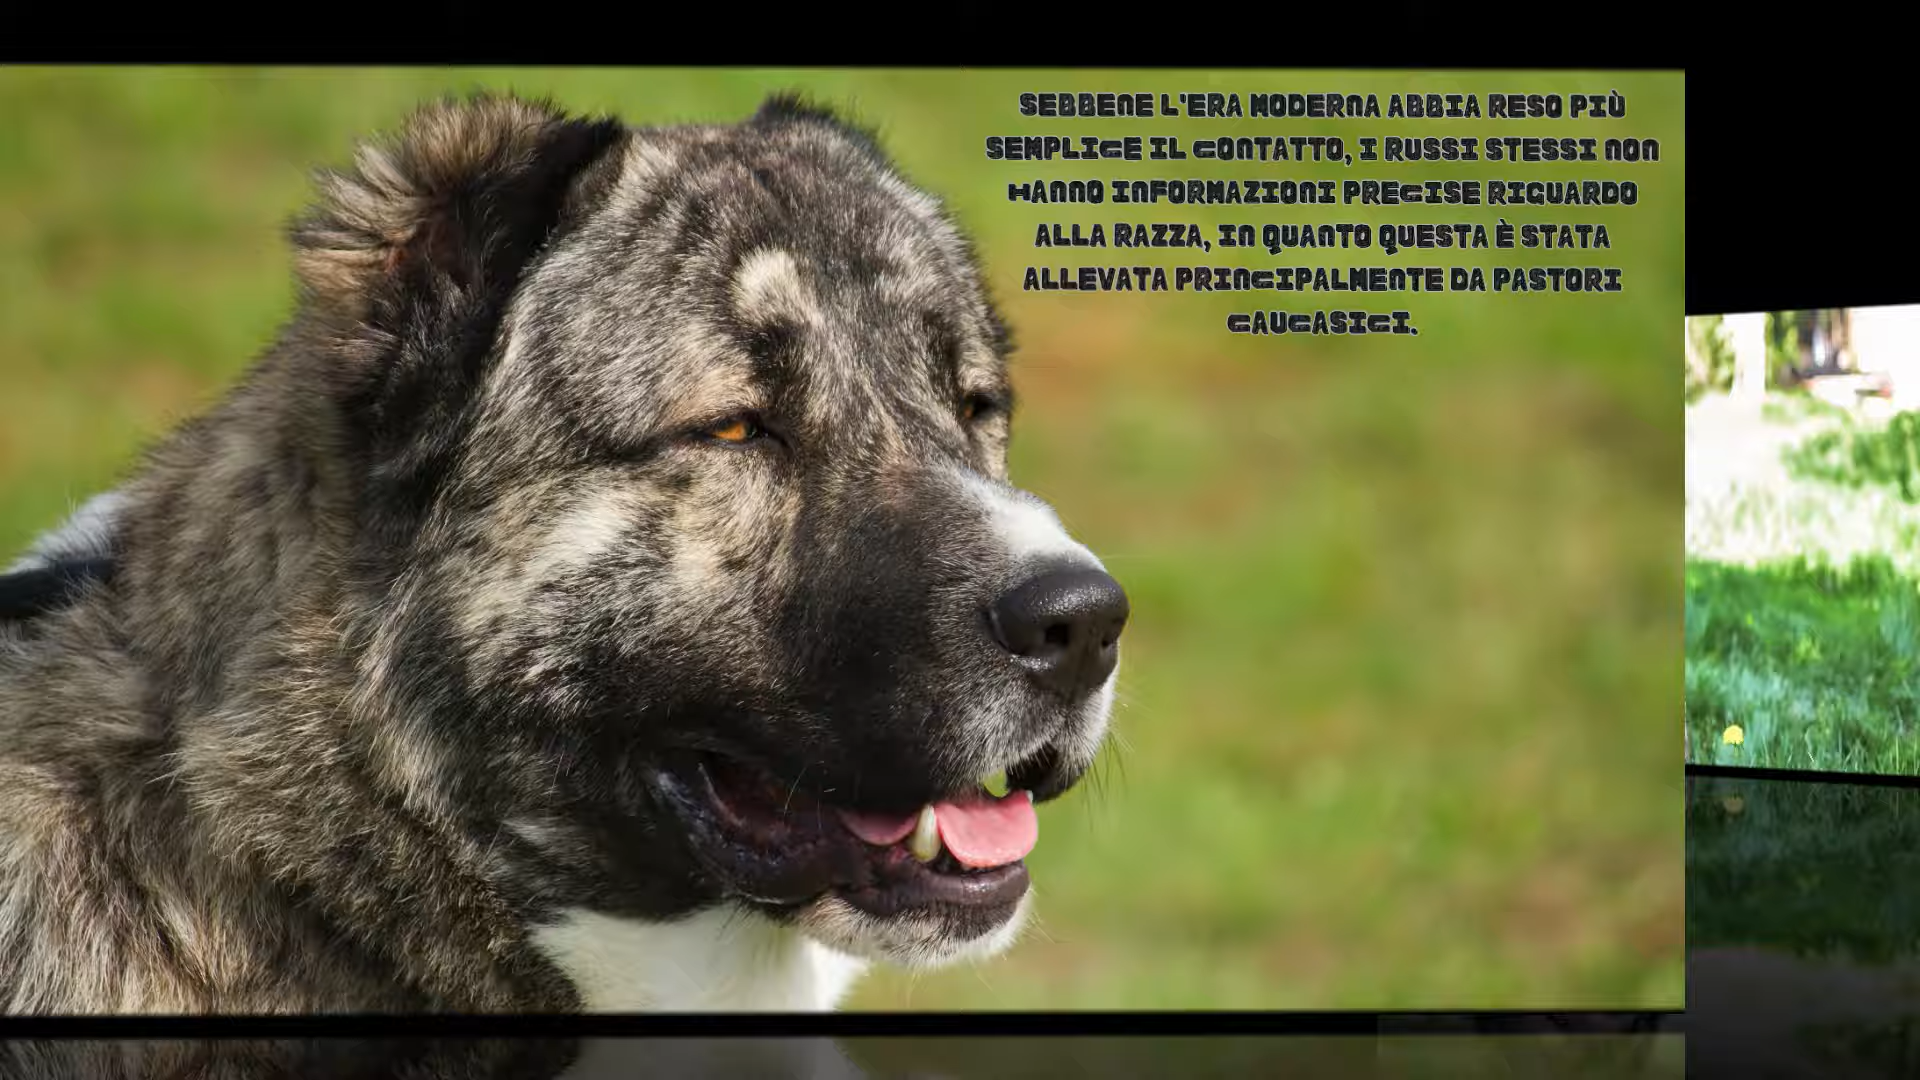 SEBBENE L'ERA MODERNA ABBIA RESO PIÙ
SEMPLICE IL CONTATTO, I RUSSI STESSI NON
HANNO INFORMAZIONI PRECISE RIGUARDO
ALLA RAZZA, IN QUANTO QUESTA È STATA
ALLEVATA PRINCIPALMENTE DA PASTORI
CAUCASICI.